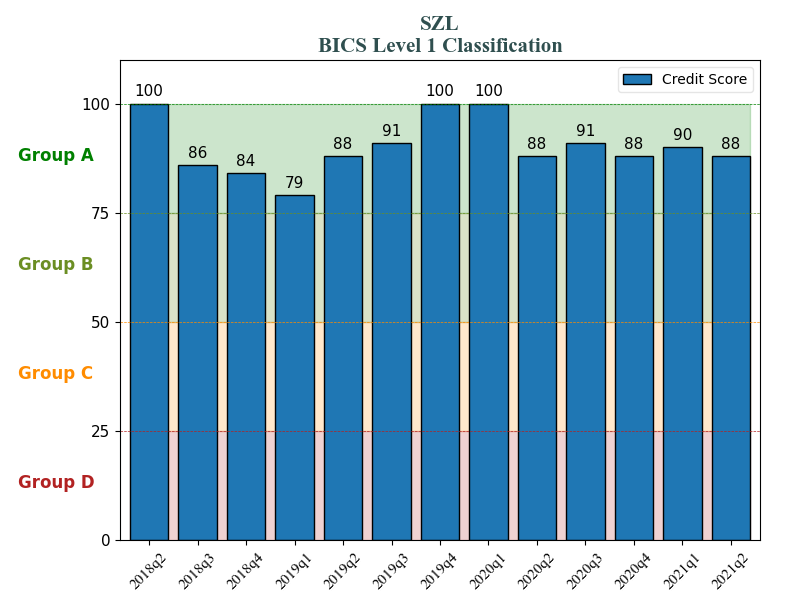 SZL
BICS Level 1 Classification
Credit Score
100
75
50
25
0
Group A
Group B
Group C
Group D
100
86
84
79
88
91
100
100
88
91
88
90
88
2018q2
2018q3
2018q4
2019q1
2019q2
2019q3
2019q4
2020q1
2020q2
2020q3
2020q4
2021q1
2021q2